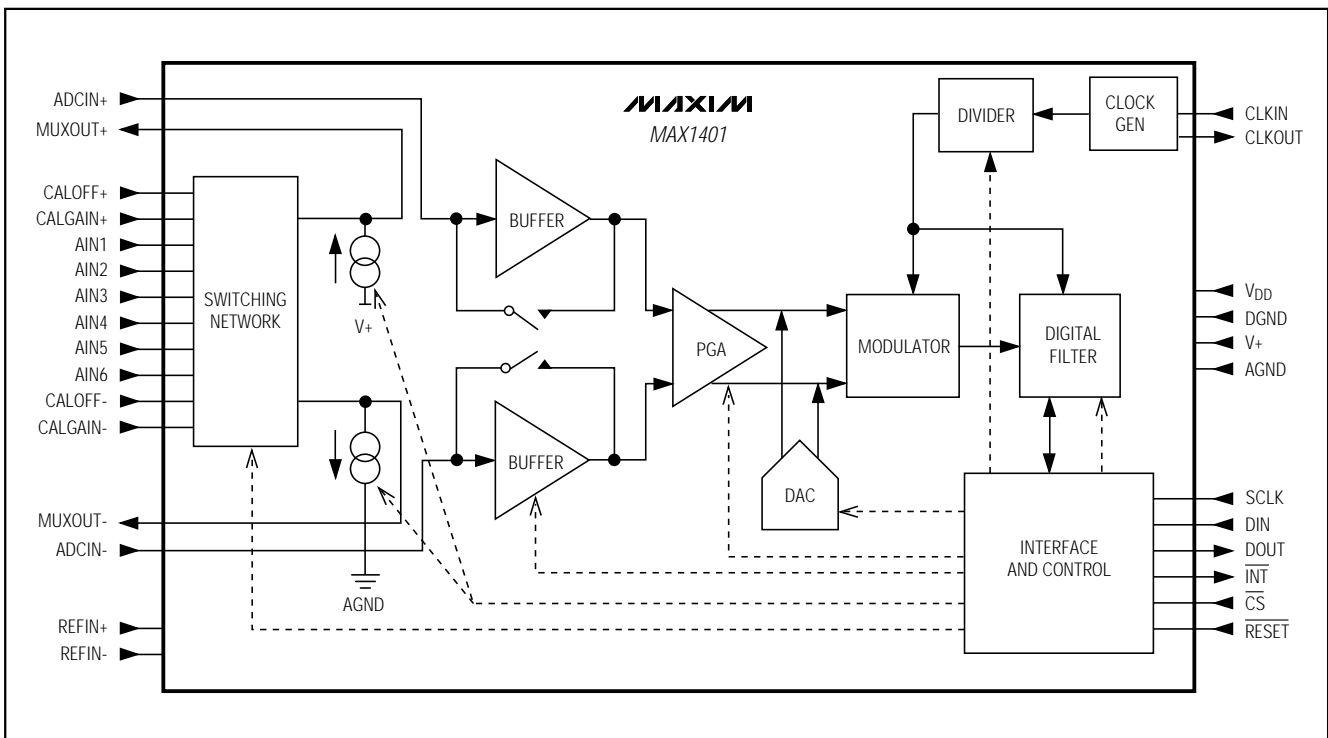 MAXIM
MAX1401
ADCIN+
MUXOUT+
CALOFF+
CALGAIN+
AIN1
AIN2
AIN3
AIN4
AIN5
AIN6
CALOFF-
CALGAIN-
MUXOUT-
ADCIN-
REFIN+
REFIN-
SWITCHING
NETWORK
V+
AGND
BUFFER
BUFFER
PGA
DAC
MODULATOR
DIVIDER
CLOCK
GEN
DIGITAL
FILTER
INTERFACE
AND CONTROL
CLKIN
CLKOUT
VDD
DGND
V+
AGND
SCLK
DIN
DOUT
INT
CS
RESET